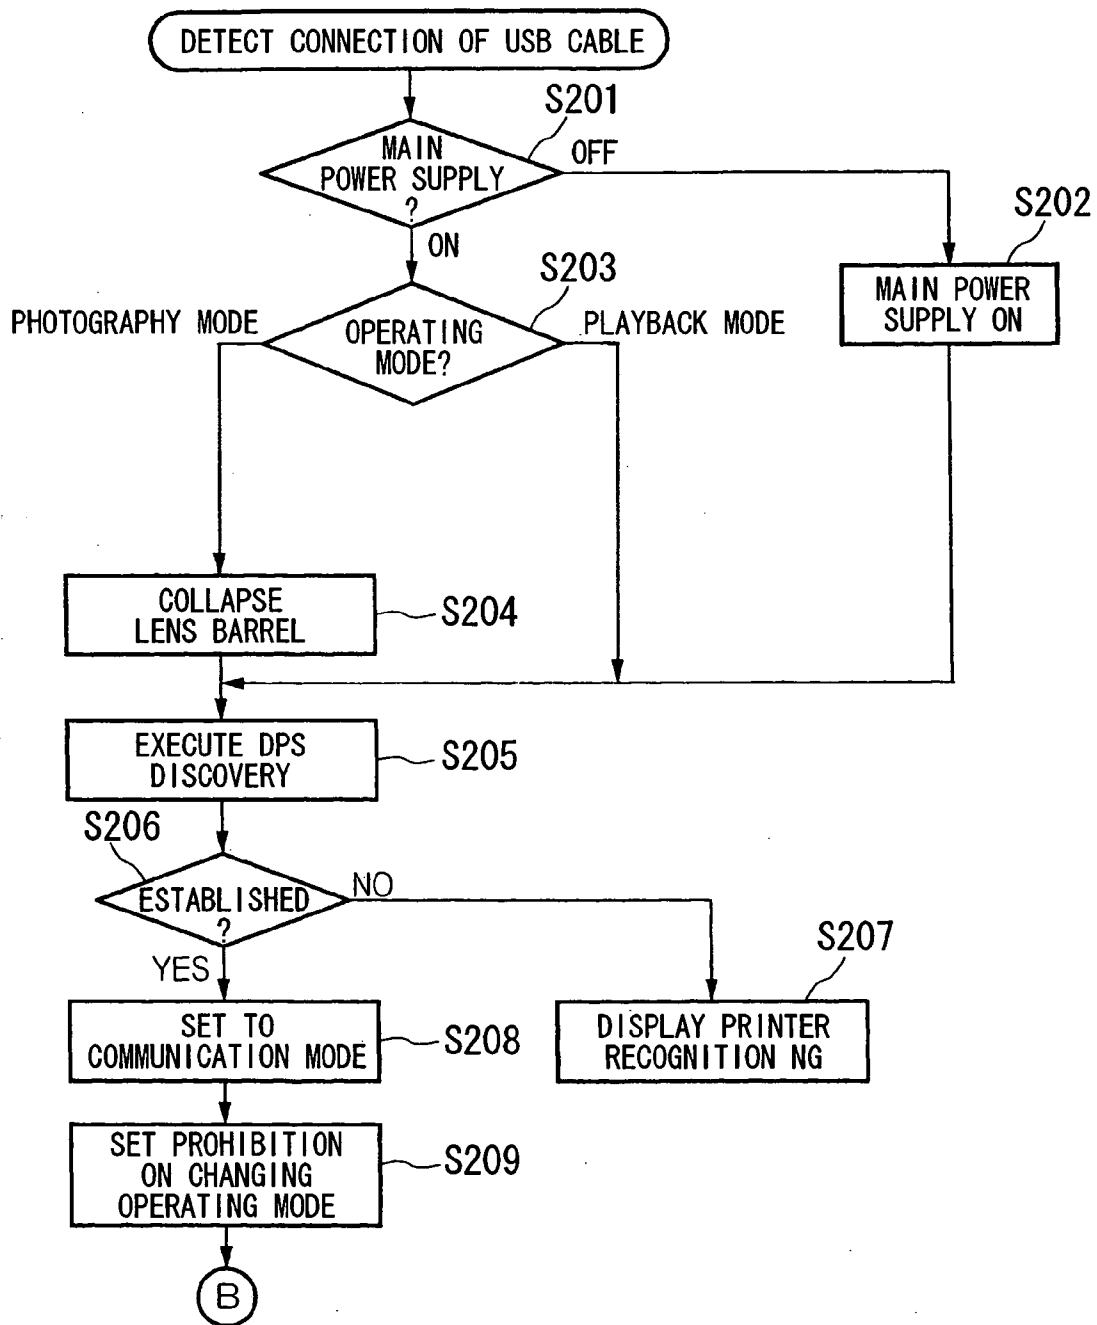 DETECT CONNECTION OF USB CABLE
S201
MAIN
POWER SUPPLY
?
OFF
ON
S202
MAIN POWER
SUPPLY ON
S203
PHOTOGRAPHY MODE
OPERATING
MODE?
PLAYBACK MODE
COLLAPSE
LENS BARREL
S204
EXECUTE DPS
DISCOVERY
S205
S206
ESTABLISHED
?
NO
YES
S207
DISPLAY PRINTER
RECOGNITION NG
SET TO
COMMUNICATION MODE
S208
SET PROHIBITION
ON CHANGING
OPERATING MODE
S209
B